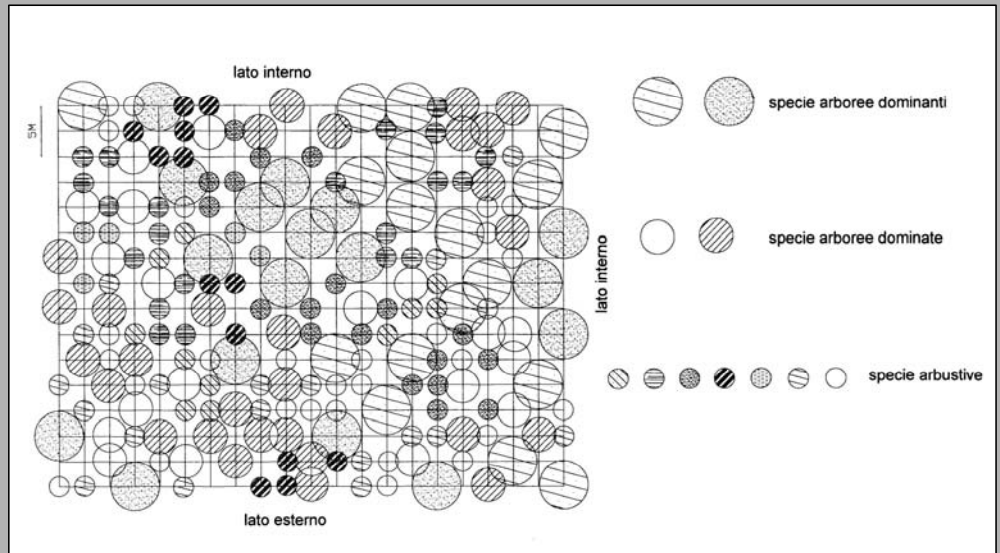 lato interno
5M
specie arboree dominanti
specie arboree dominate
lato interno
specie arbustive
lato esterno